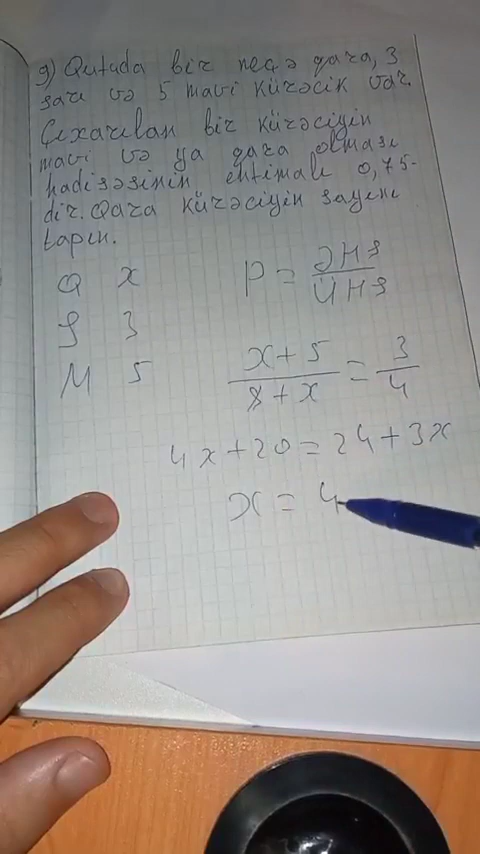 9) Qutuda bir neçə qara, 3
sarı və 5 mavi kürəcik var.
Çıxarılan bir kürəciyin
mavi və ya qara olması
hadisəsinin ehtimalı 0,75-
dir. Qara kürəciyin sayını
tapın.
Q x
S 3
M 5
P = ƏHS / ÜHS
x+5 / 8+x = 3/4
4x+20=24+3x
x = 4